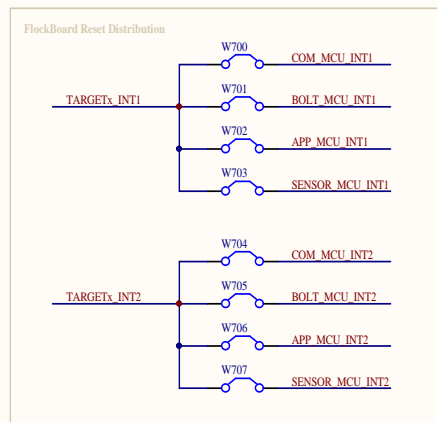 FlockBoard Reset Distribution
W700
COM_MCU_INT1
W701
TARGETx_INT1
BOLT_MCU_INT1
W702
APP_MCU_INT1
W703
SENSOR_MCU_INT1
W704
COM_MCU_INT2
W705
TARGETx_INT2
BOLT_MCU_INT2
W706
APP_MCU_INT2
W707
SENSOR_MCU_INT2